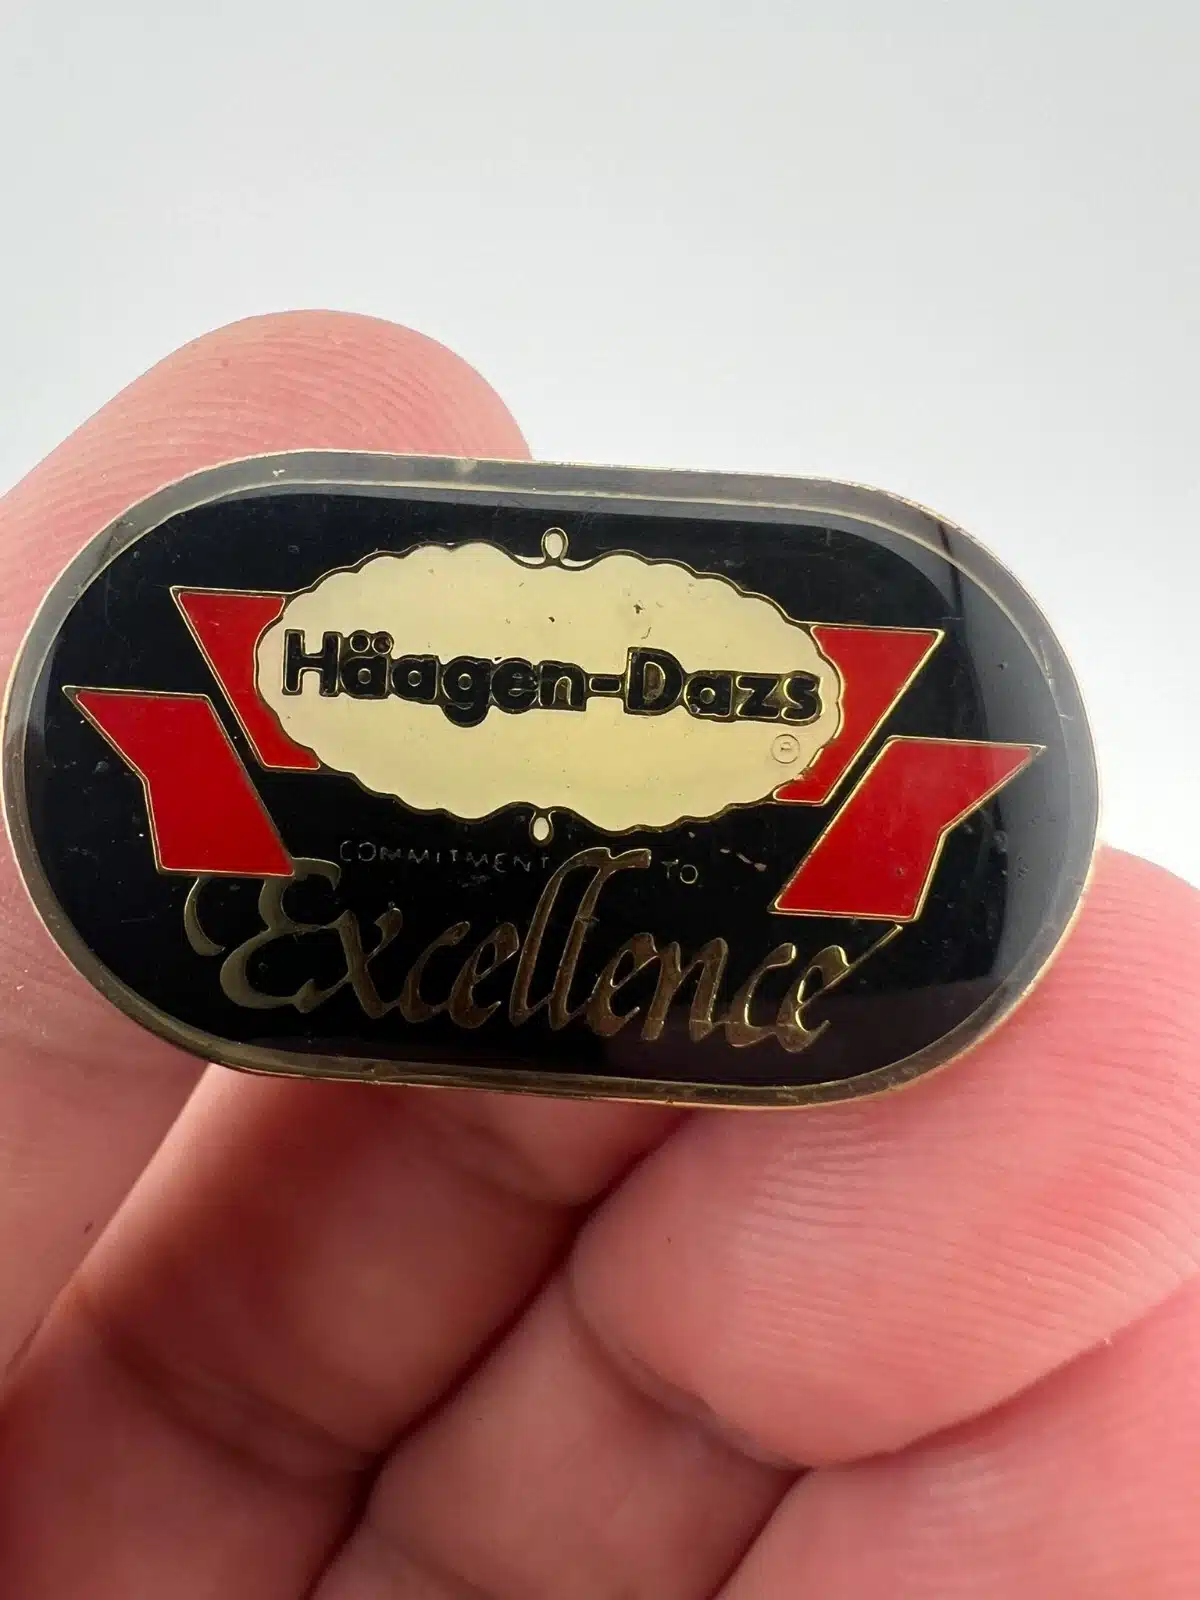 Häagen-Dazs
®
COMMITMENT TO
Excellence